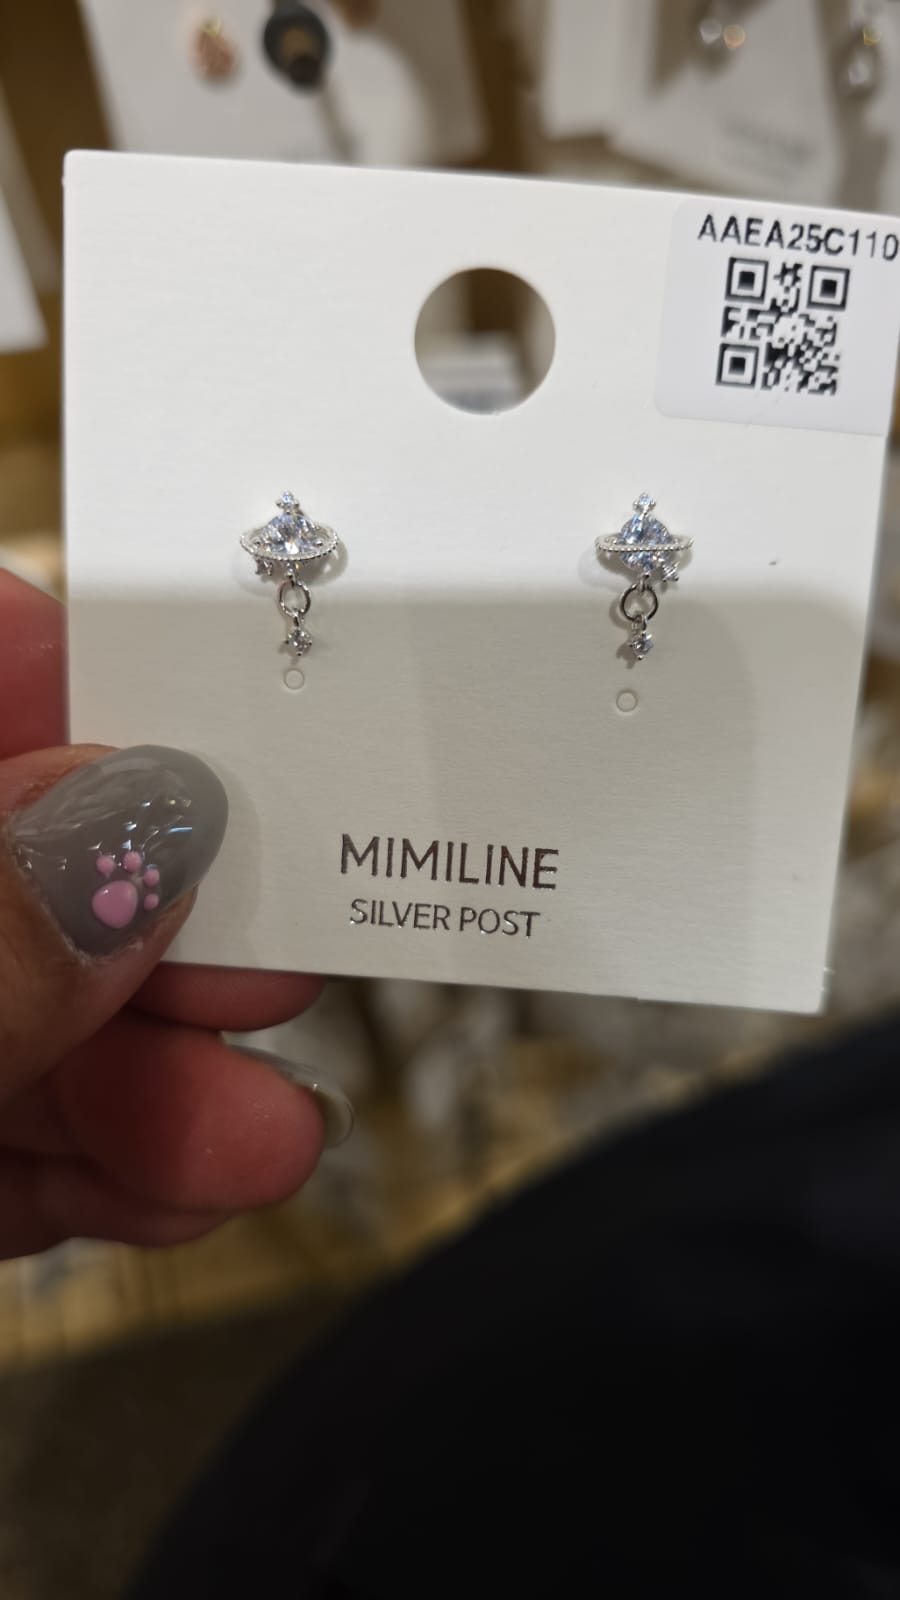 AAEA25C110
MIMILINE
SILVER POST